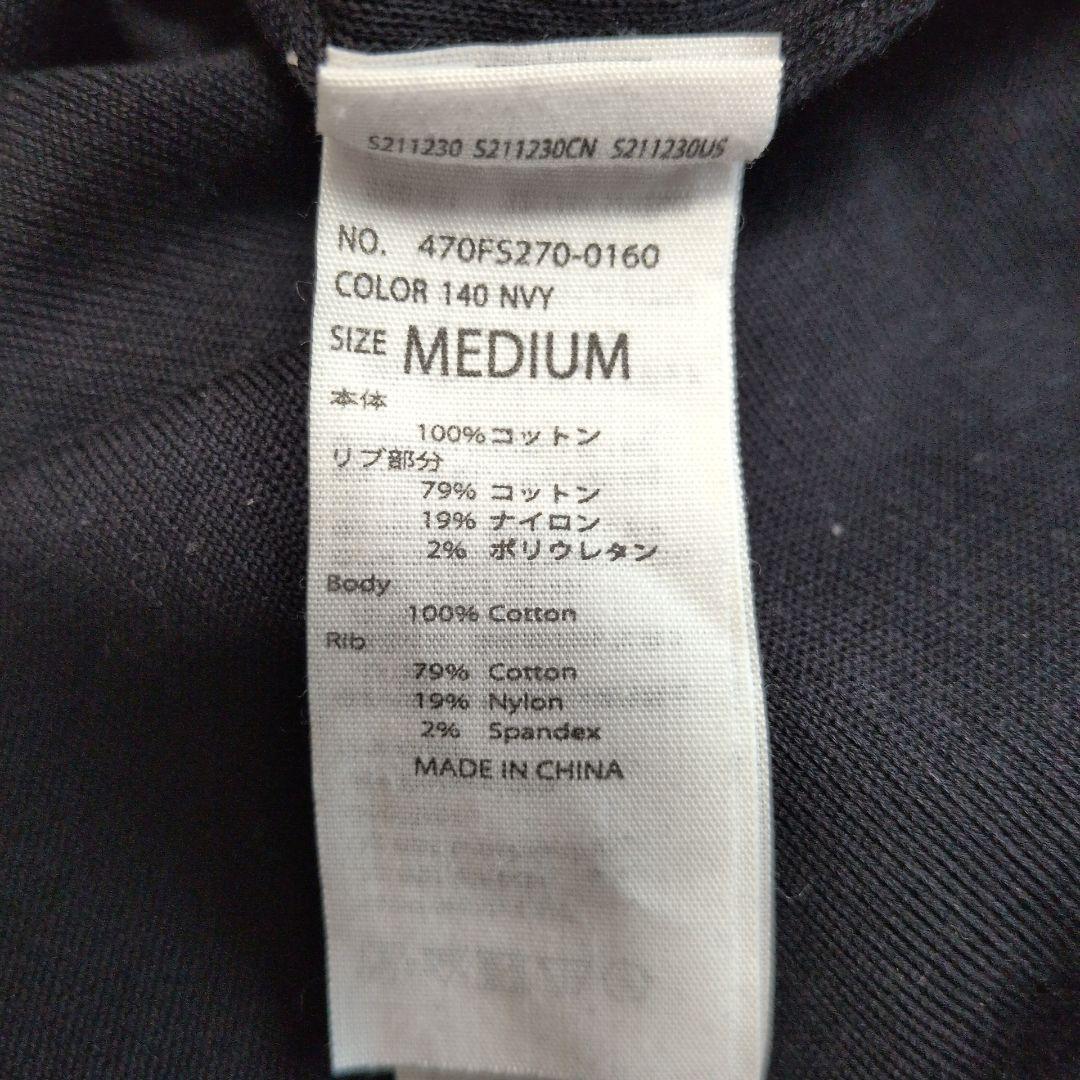 S211230 S211230CN S211230US
NO. 470FS270-0160
COLOR 140 NVY
SIZE MEDIUM
本体
100%コットン
リブ部分
79% コットン
19% ナイロン
2% ポリウレタン
Body
100% Cotton
Rib
79% Cotton
19% Nylon
2% Spandex
MADE IN CHINA